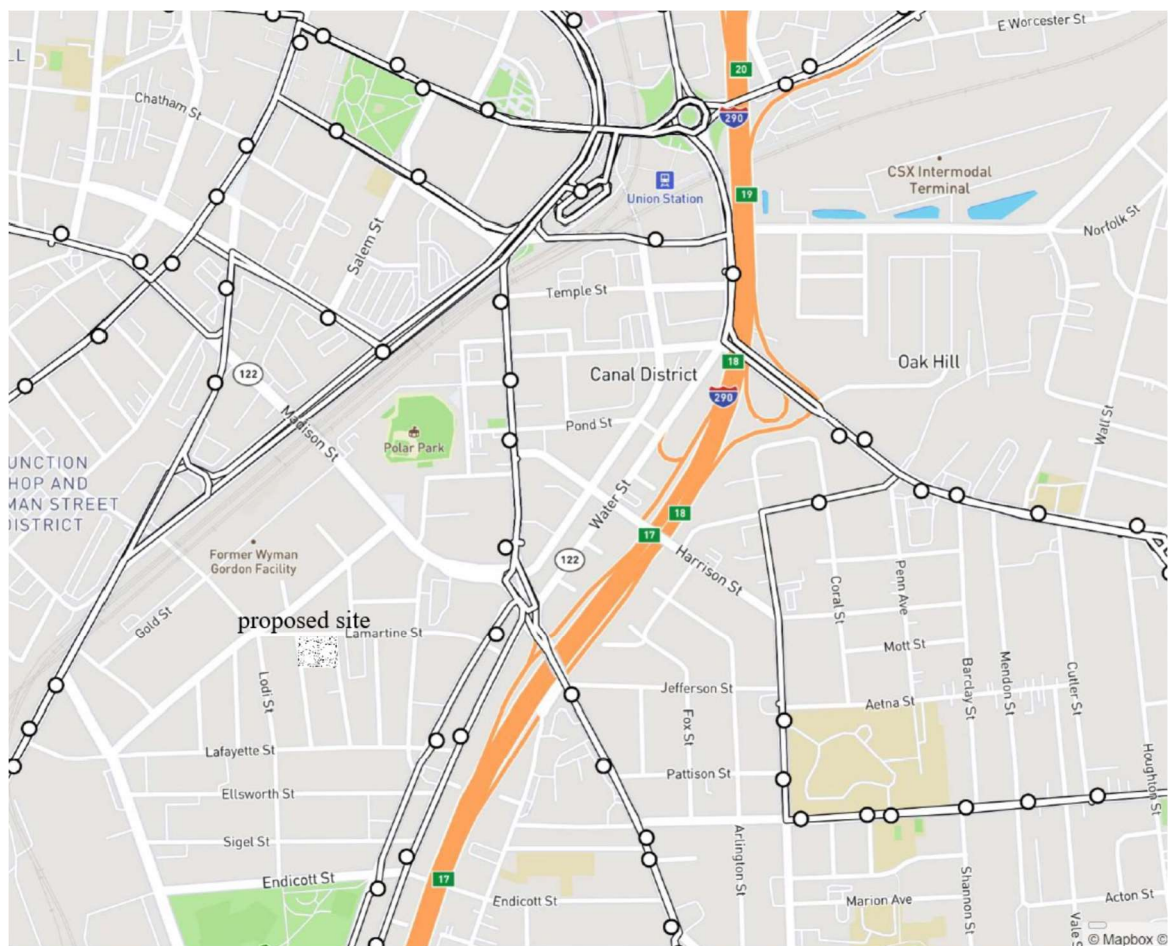 E Worcester St
LL
20
Chatham St
290
CSX Intermodal
Terminal
19
Union Station
Norfolk St
Salem St
Temple St
Oak Hill
18
Canal District
122
290
Madison St
Wall St
Pond St
Polar Park
UNCTION
HOP AND
MAN STREET
DISTRICT
Water St
18
17
Former Wyman
Gordon Facility
122
Harrison St
Coral St
Penn Ave
Gold St
proposed site
Lamartine St
Mott St
Barclay St
Mendon St
Cutler St
Lodi St
Jefferson St
Aetna St
Fox St
Lafayette St
Houghton St
Pattison St
Ellsworth St
Sigel St
Arlington St
Endicott St
17
Shannon St
Endicott St
Marion Ave
Acton St
Vale S
© Mapbox ©